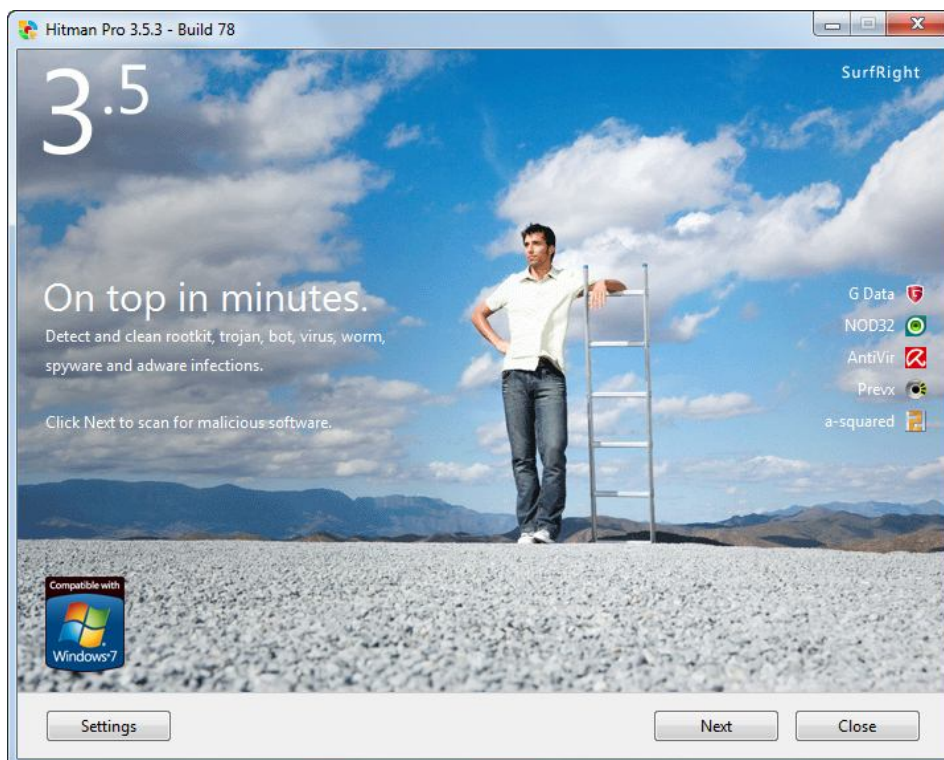 Hitman Pro 3.5.3 - Build 78
3.5
SurfRight
On top in minutes.
Detect and clean rootkit, trojan, bot, virus, worm,
spyware and adware infections.
Click Next to scan for malicious software.
G Data
NOD32
AntiVir
Prevx
a-squared
Compatible with
Windows®7
Settings
Next
Close